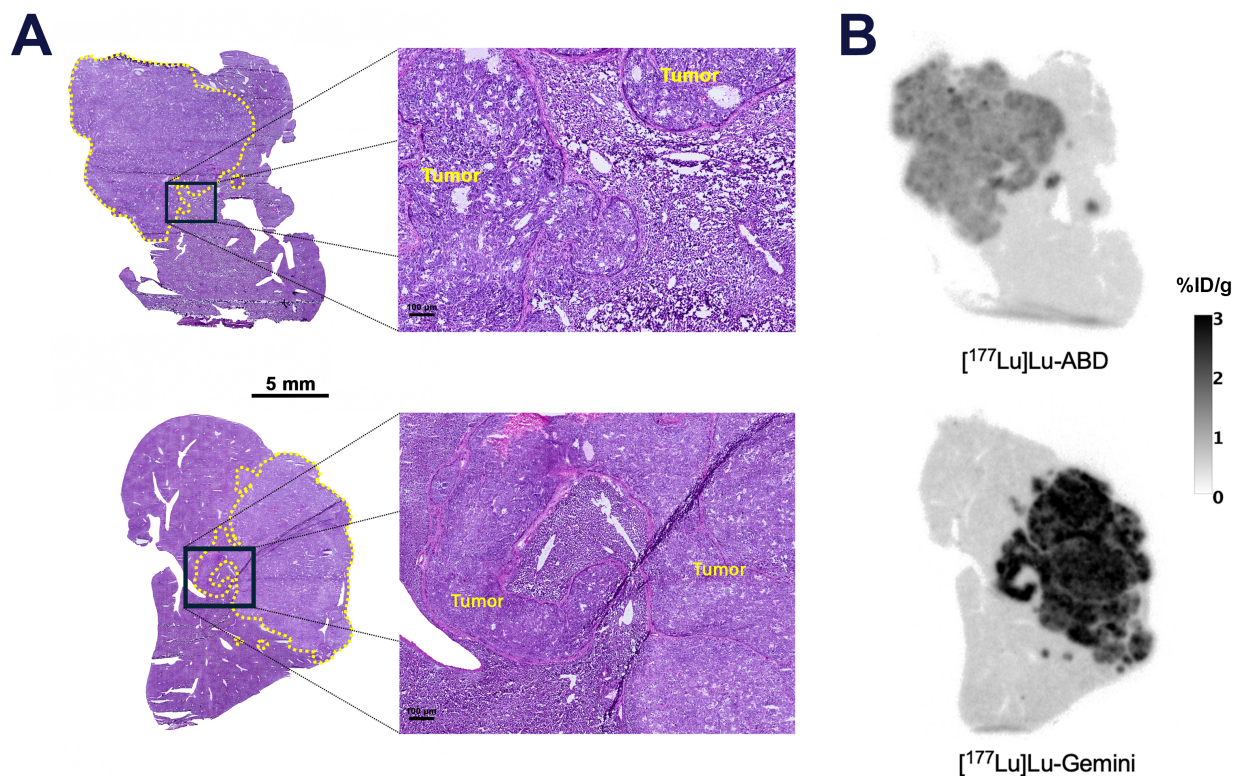 A
B
Tumor
Tumor
100 µm
%ID/g
3
2
1
0
[¹⁷⁷Lu]Lu-ABD
5 mm
Tumor
Tumor
100 µm
[¹⁷⁷Lu]Lu-Gemini